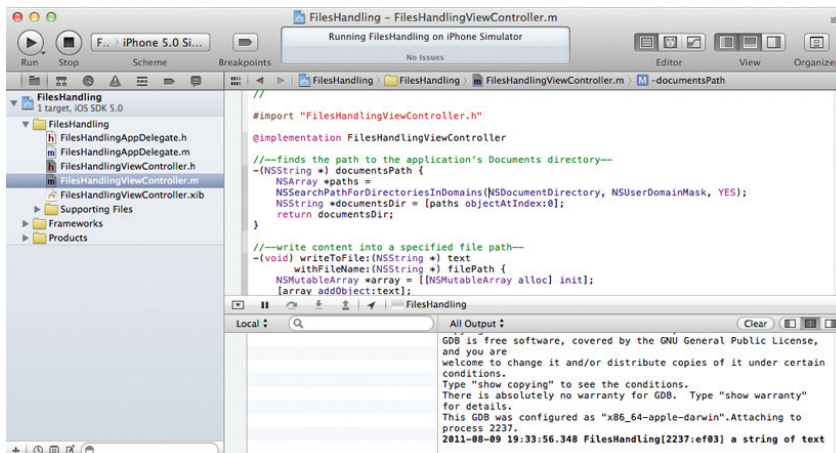 FilesHandling – FilesHandlingViewController.m
F... iPhone 5.0 Si...
Running FilesHandling on iPhone Simulator
No Issues
Run Stop Scheme Breakpoints Editor View Organizer
FilesHandling FilesHandling FilesHandlingViewController.m M -documentsPath
FilesHandling
1 target, iOS SDK 5.0
FilesHandling
h FilesHandlingAppDelegate.h
m FilesHandlingAppDelegate.m
h FilesHandlingViewController.h
m FilesHandlingViewController.m
FilesHandlingViewController.xib
Supporting Files
Frameworks
Products
//
#import "FilesHandlingViewController.h"
@implementation FilesHandlingViewController
//--finds the path to the application's Documents directory--
-(NSString *) documentsPath {
NSArray *paths =
NSSearchPathForDirectoriesInDomains(NSDocumentDirectory, NSUserDomainMask, YES);
NSString *documentsDir = [paths objectAtIndex:0];
return documentsDir;
}
//--write content into a specified file path--
-(void) writeToFile:(NSString *) text
withFileName:(NSString *) filePath {
NSMutableArray *array = [[NSMutableArray alloc] init];
[array addObject:text];
FilesHandling
Local All Output Clear
GDB is free software, covered by the GNU General Public License,
and you are
welcome to change it and/or distribute copies of it under certain
conditions.
Type "show copying" to see the conditions.
There is absolutely no warranty for GDB.  Type "show warranty"
for details.
This GDB was configured as "x86_64-apple-darwin".Attaching to
process 2237.
2011-08-09 19:33:56.348 FilesHandling[2237:ef03] a string of text